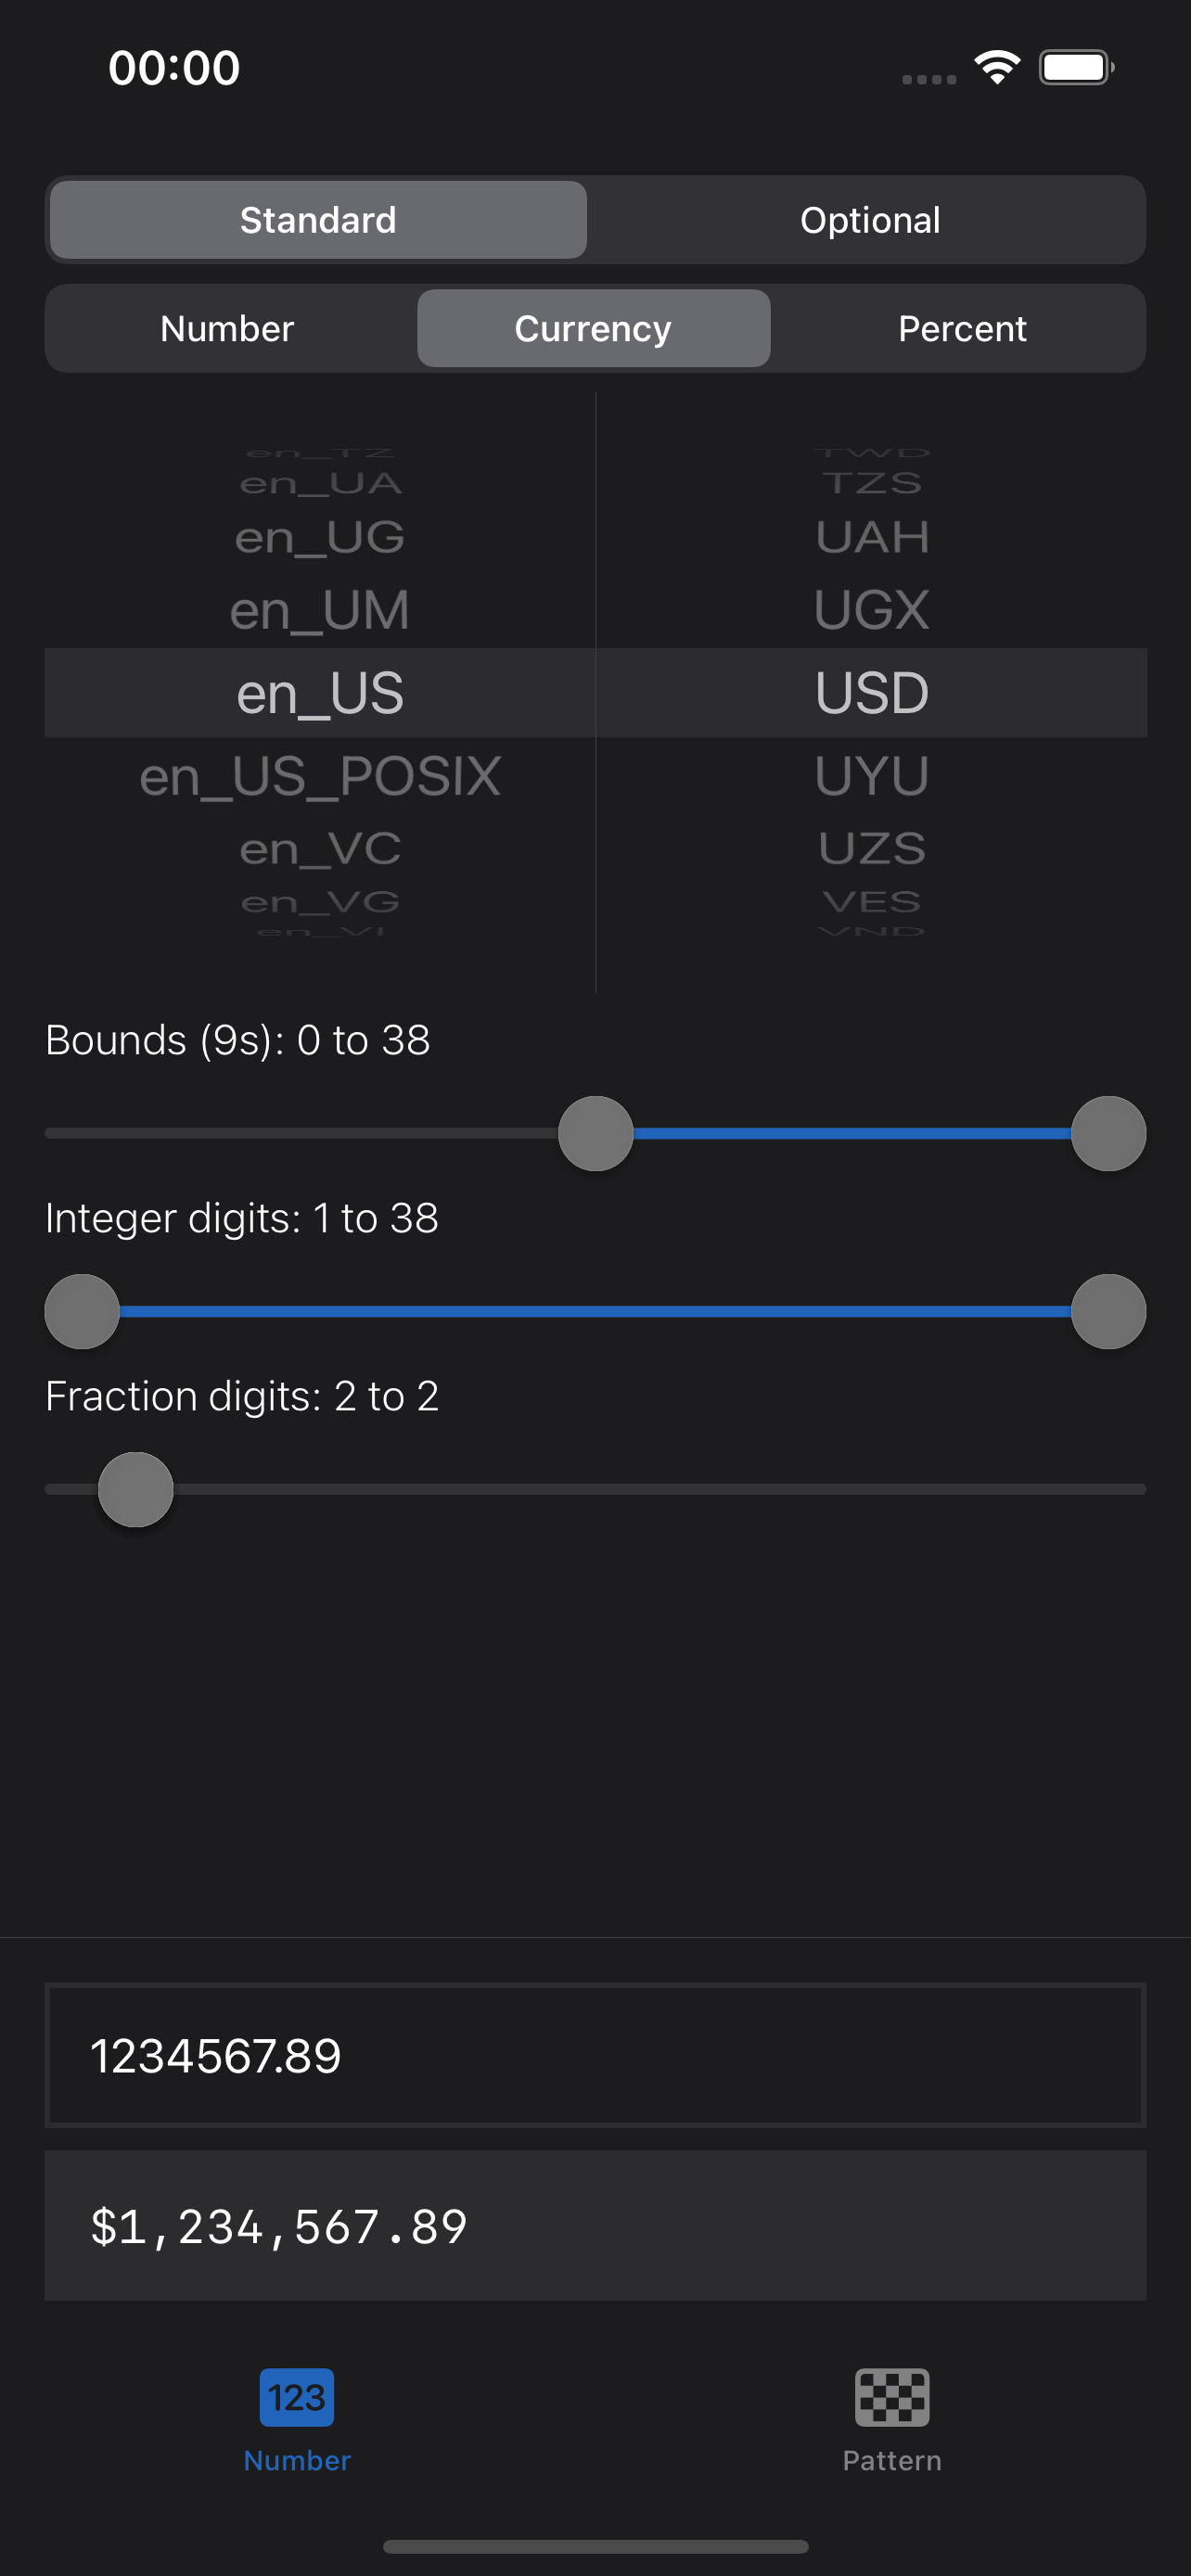 00:00
Standard Optional
Number Currency Percent
en_TZ TWD
en_UA TZS
en_UG UAH
en_UM UGX
en_US USD
en_US_POSIX UYU
en_VC UZS
en_VG VES
en_VI VND
Bounds (9s): 0 to 38
Integer digits: 1 to 38
Fraction digits: 2 to 2
1234567.89
$1,234,567.89
123
Number Pattern